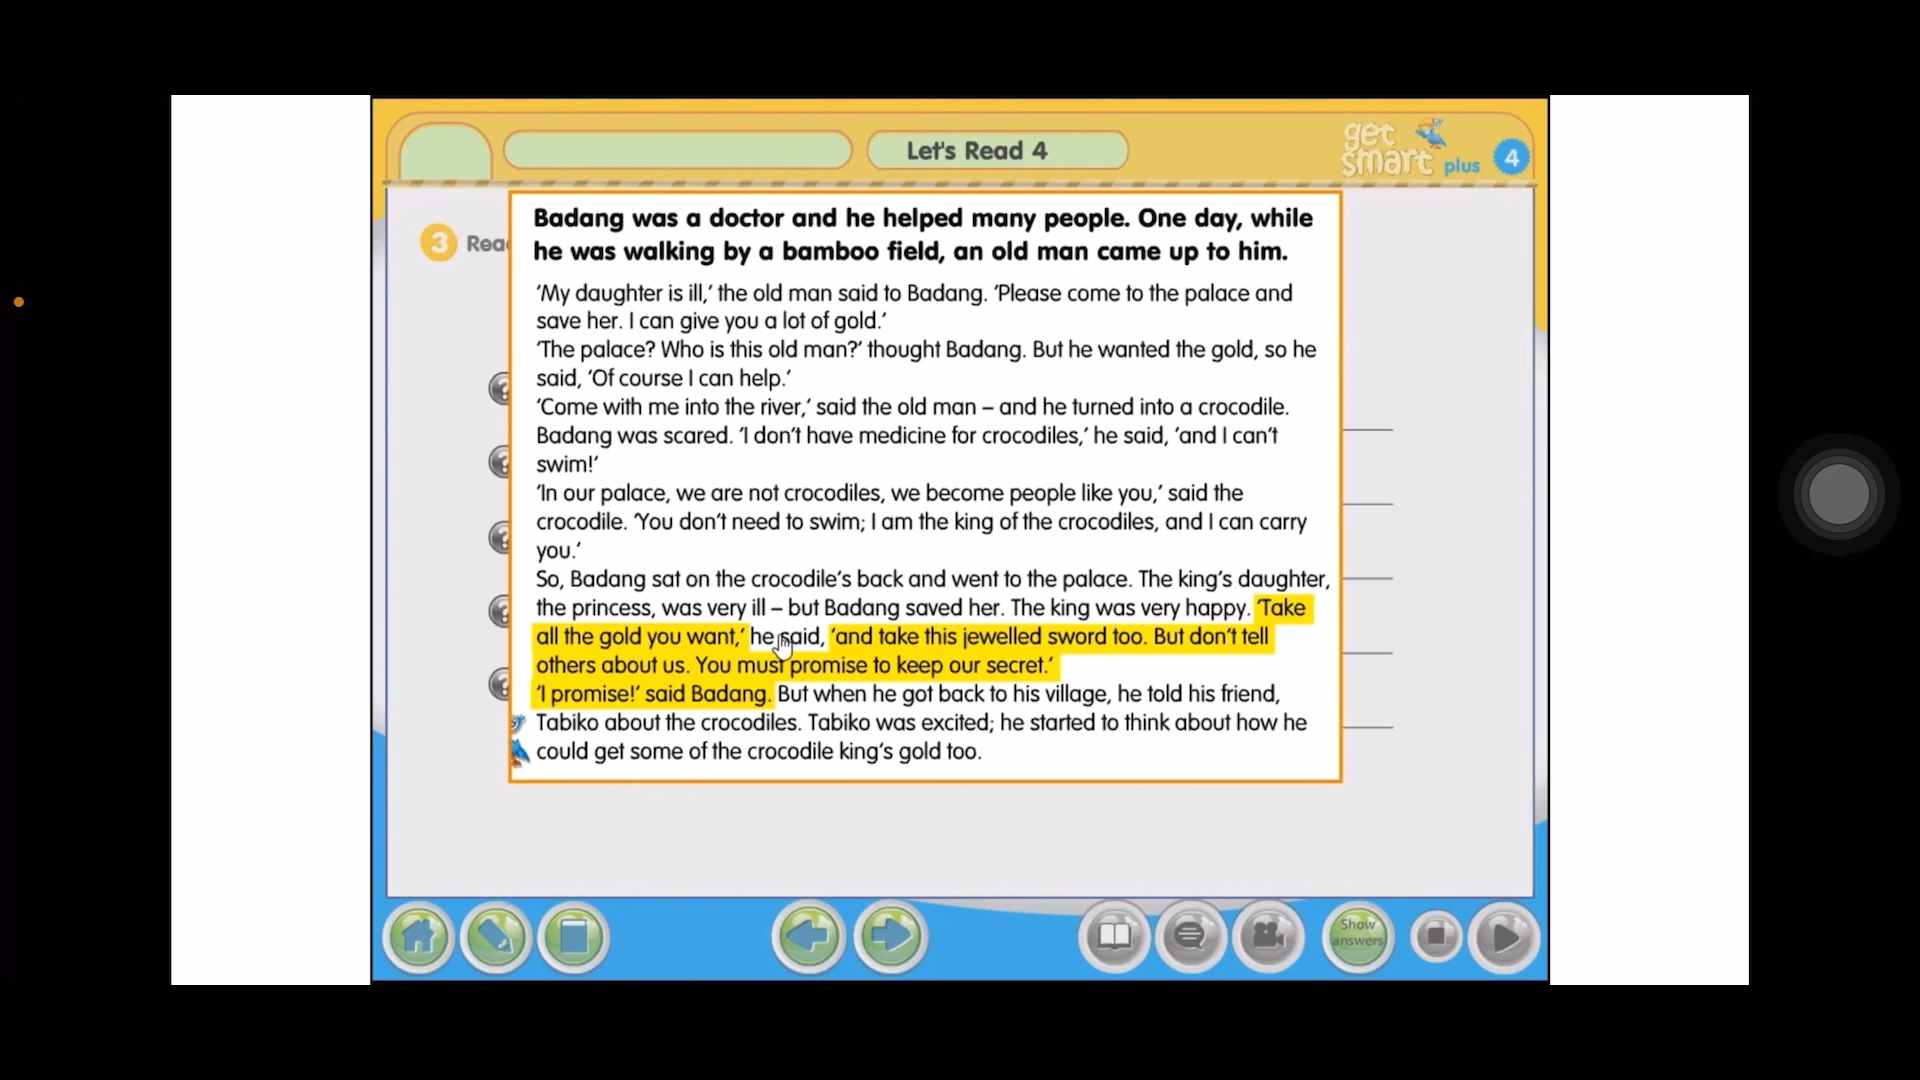 Let's Read 4
get smart plus 4
3 Rea
Badang was a doctor and he helped many people. One day, while
he was walking by a bamboo field, an old man came up to him.
'My daughter is ill,' the old man said to Badang. 'Please come to the palace and
save her. I can give you a lot of gold.'
'The palace? Who is this old man?' thought Badang. But he wanted the gold, so he
said, 'Of course I can help.'
'Come with me into the river,' said the old man – and he turned into a crocodile.
Badang was scared. 'I don't have medicine for crocodiles,' he said, 'and I can't
swim!'
'In our palace, we are not crocodiles, we become people like you,' said the
crocodile. 'You don't need to swim; I am the king of the crocodiles, and I can carry
you.'
So, Badang sat on the crocodile's back and went to the palace. The king's daughter,
the princess, was very ill – but Badang saved her. The king was very happy. 'Take
all the gold you want,' he said, 'and take this jewelled sword too. But don't tell
others about us. You must promise to keep our secret.'
'I promise!' said Badang. But when he got back to his village, he told his friend,
Tabiko about the crocodiles. Tabiko was excited; he started to think about how he
could get some of the crocodile king's gold too.
Show
answers